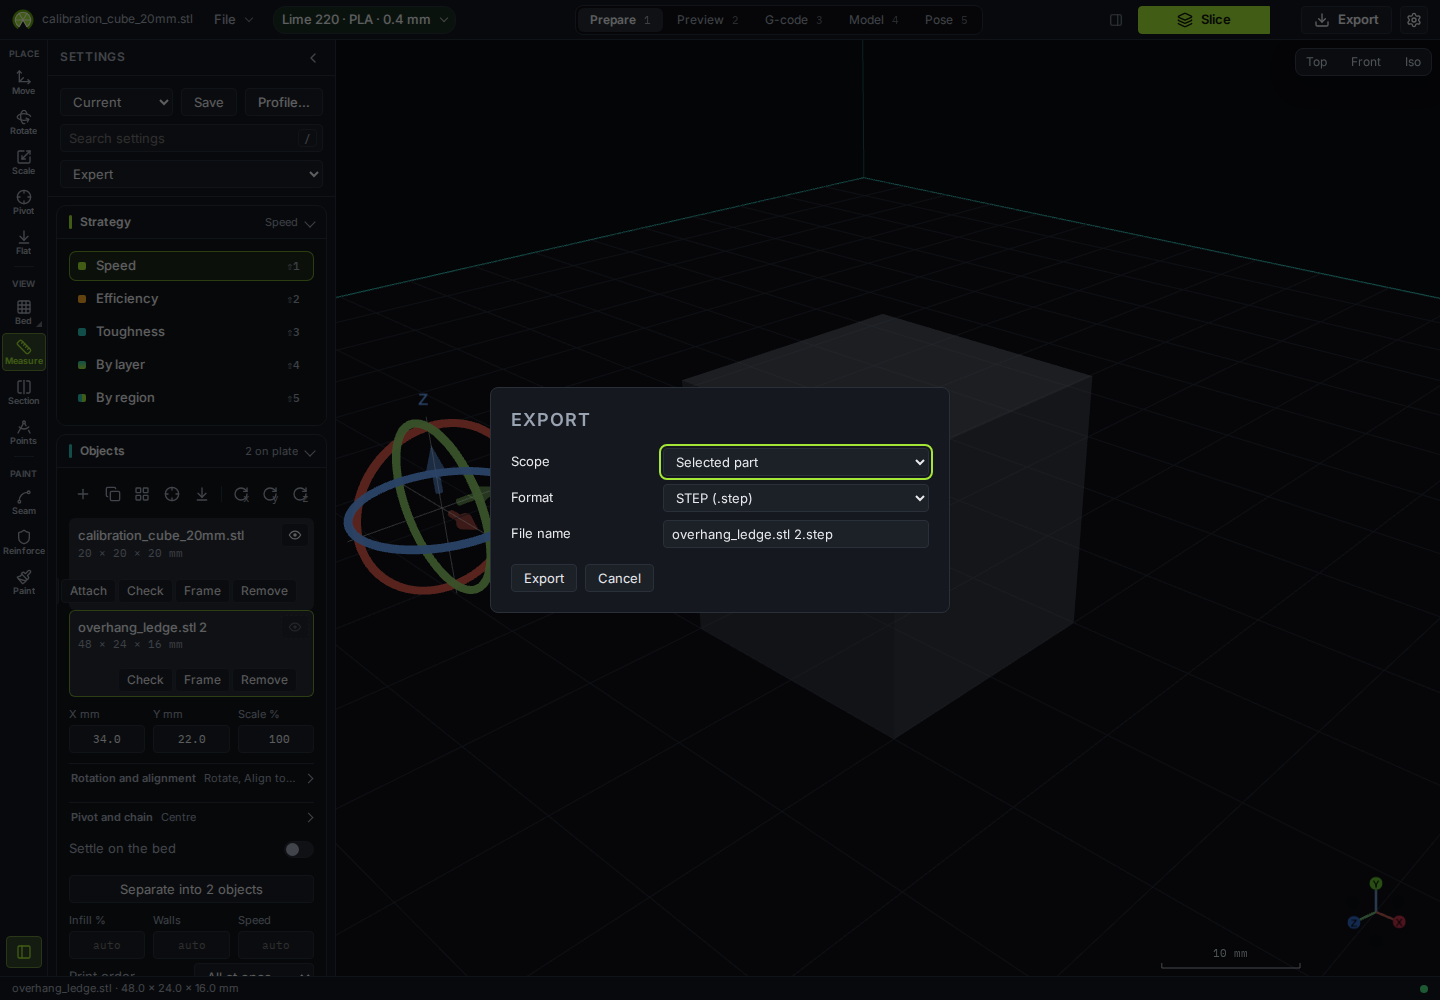 calibration_cube_20mm.stl File Lime 220 · PLA · 0.4 mm Prepare 1 Preview 2 G-code 3 Model 4 Pose 5 Slice Export
PLACE
Move
Rotate
Scale
Pivot
Flat
VIEW
Bed
Measure
Section
Points
PAINT
Seam
Reinforce
Paint
SETTINGS
Current Save Profile...
Search settings /
Expert
Strategy Speed
Speed ⇧1
Efficiency ⇧2
Toughness ⇧3
By layer ⇧4
By region ⇧5
Objects 2 on plate
calibration_cube_20mm.stl
20 × 20 × 20 mm
Attach Check Frame Remove
overhang_ledge.stl 2
48 × 24 × 16 mm
Check Frame Remove
X mm Y mm Scale %
34.0 22.0 100
Rotation and alignment Rotate, Align to...
Pivot and chain Centre
Settle on the bed
Separate into 2 objects
Infill % Walls Speed
auto auto auto
Print order All at once
Top Front Iso
Z
EXPORT
Scope Selected part
Format STEP (.step)
File name overhang_ledge.stl 2.step
Export Cancel
Y
Z X
10 mm
overhang_ledge.stl · 48.0 × 24.0 × 16.0 mm